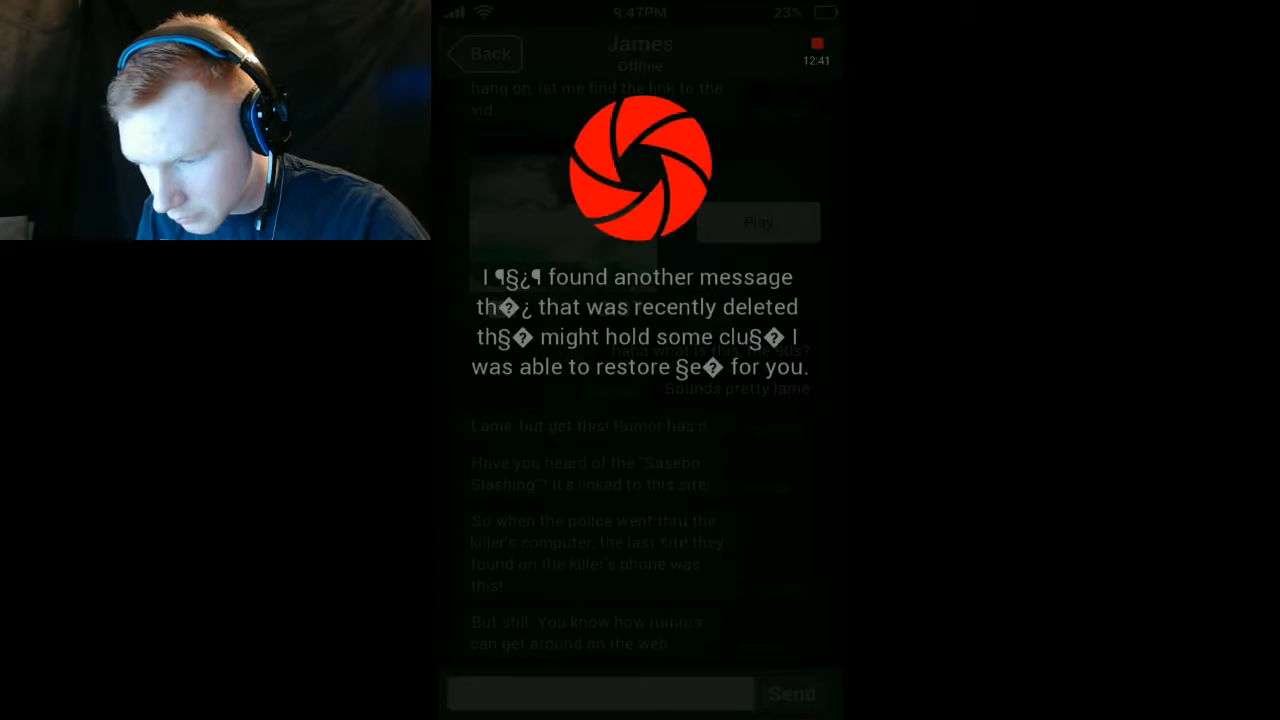 9:47PM
23%
Back
James
Offline
12:41
hang on, let me find the link to the
vid.
Play
I ¶§¿¶ found another message
th�¿ that was recently deleted
th§� might hold some clu§� I
was able to restore §e� for you.
haha what is this, the 90s?
Sounds pretty lame
Lame, but get this! Rumor has it..
Have you heard of the "Sasebo
Slashing"? It's linked to this site!
So when the police went thru the
killer's computer, the last site they
found on the killer's phone was
this!
But still. You know how rumors
can get around on the web.
Send